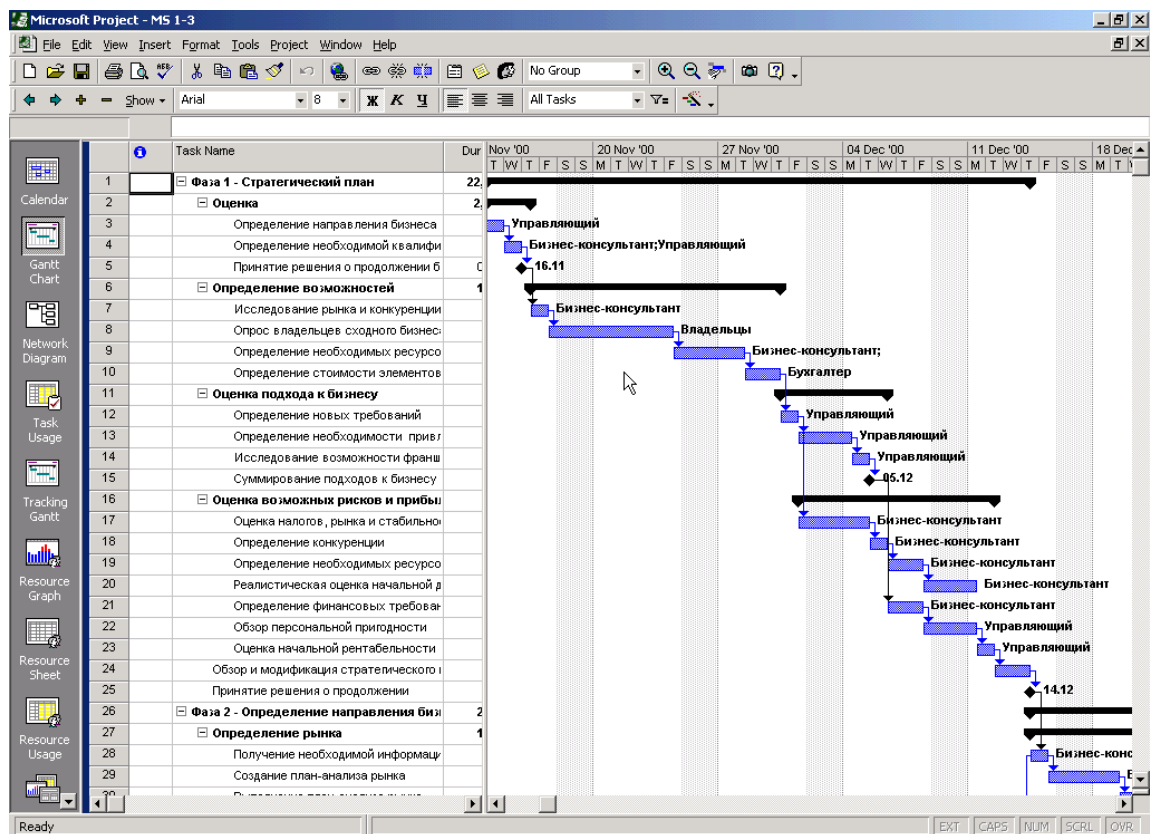 Microsoft Project - MS 1-3
File Edit View Insert Format Tools Project Window Help
No Group
Show Arial 8 Ж К Ч All Tasks
Task Name Dur Nov '00 20 Nov '00 27 Nov '00 04 Dec '00 11 Dec '00 18 Dec
T W T F S S M T W T F S S M T W T F S S M T W T F S S M T W T F S S M T
1 Фаза 1 - Стратегический план 22,
2 Оценка 2,
3 Определение направления бизнеса Управляющий
4 Определение необходимой квалифи Бизнес-консультант;Управляющий
5 Принятие решения о продолжении б 16.11
6 Определение возможностей 1
7 Исследование рынка и конкуренции Бизнес-консультант
8 Опрос владельцев сходного бизнес Владельцы
9 Определение необходимых ресурсо Бизнес-консультант;
10 Определение стоимости элементов Бухгалтер
11 Оценка подхода к бизнесу
12 Определение новых требований Управляющий
13 Определение необходимости прив Управляющий
14 Исследование возможности франш Управляющий
15 Суммирование подходов к бизнесу 05.12
16 Оценка возможных рисков и прибы
17 Оценка налогов, рынка и стабильно Бизнес-консультант
18 Определение конкуренции Бизнес-консультант
19 Определение необходимых ресурсо Бизнес-консультант
20 Реалистическая оценка начальной д Бизнес-консультант
21 Определение финансовых требован Бизнес-консультант
22 Обзор персональной пригодности Управляющий
23 Оценка начальной рентабельности Управляющий
24 Обзор и модификация стратегического
25 Принятие решения о продолжении 14.12
26 Фаза 2 - Определение направления биз 2
27 Определение рынка 1
28 Получение необходимой информаци Бизнес-конс
29 Создание план-анализа рынка
Calendar
Gantt
Chart
Network
Diagram
Task
Usage
Tracking
Gantt
Resource
Graph
Resource
Sheet
Resource
Usage
Ready EXT CAPS NUM SCRL OVR